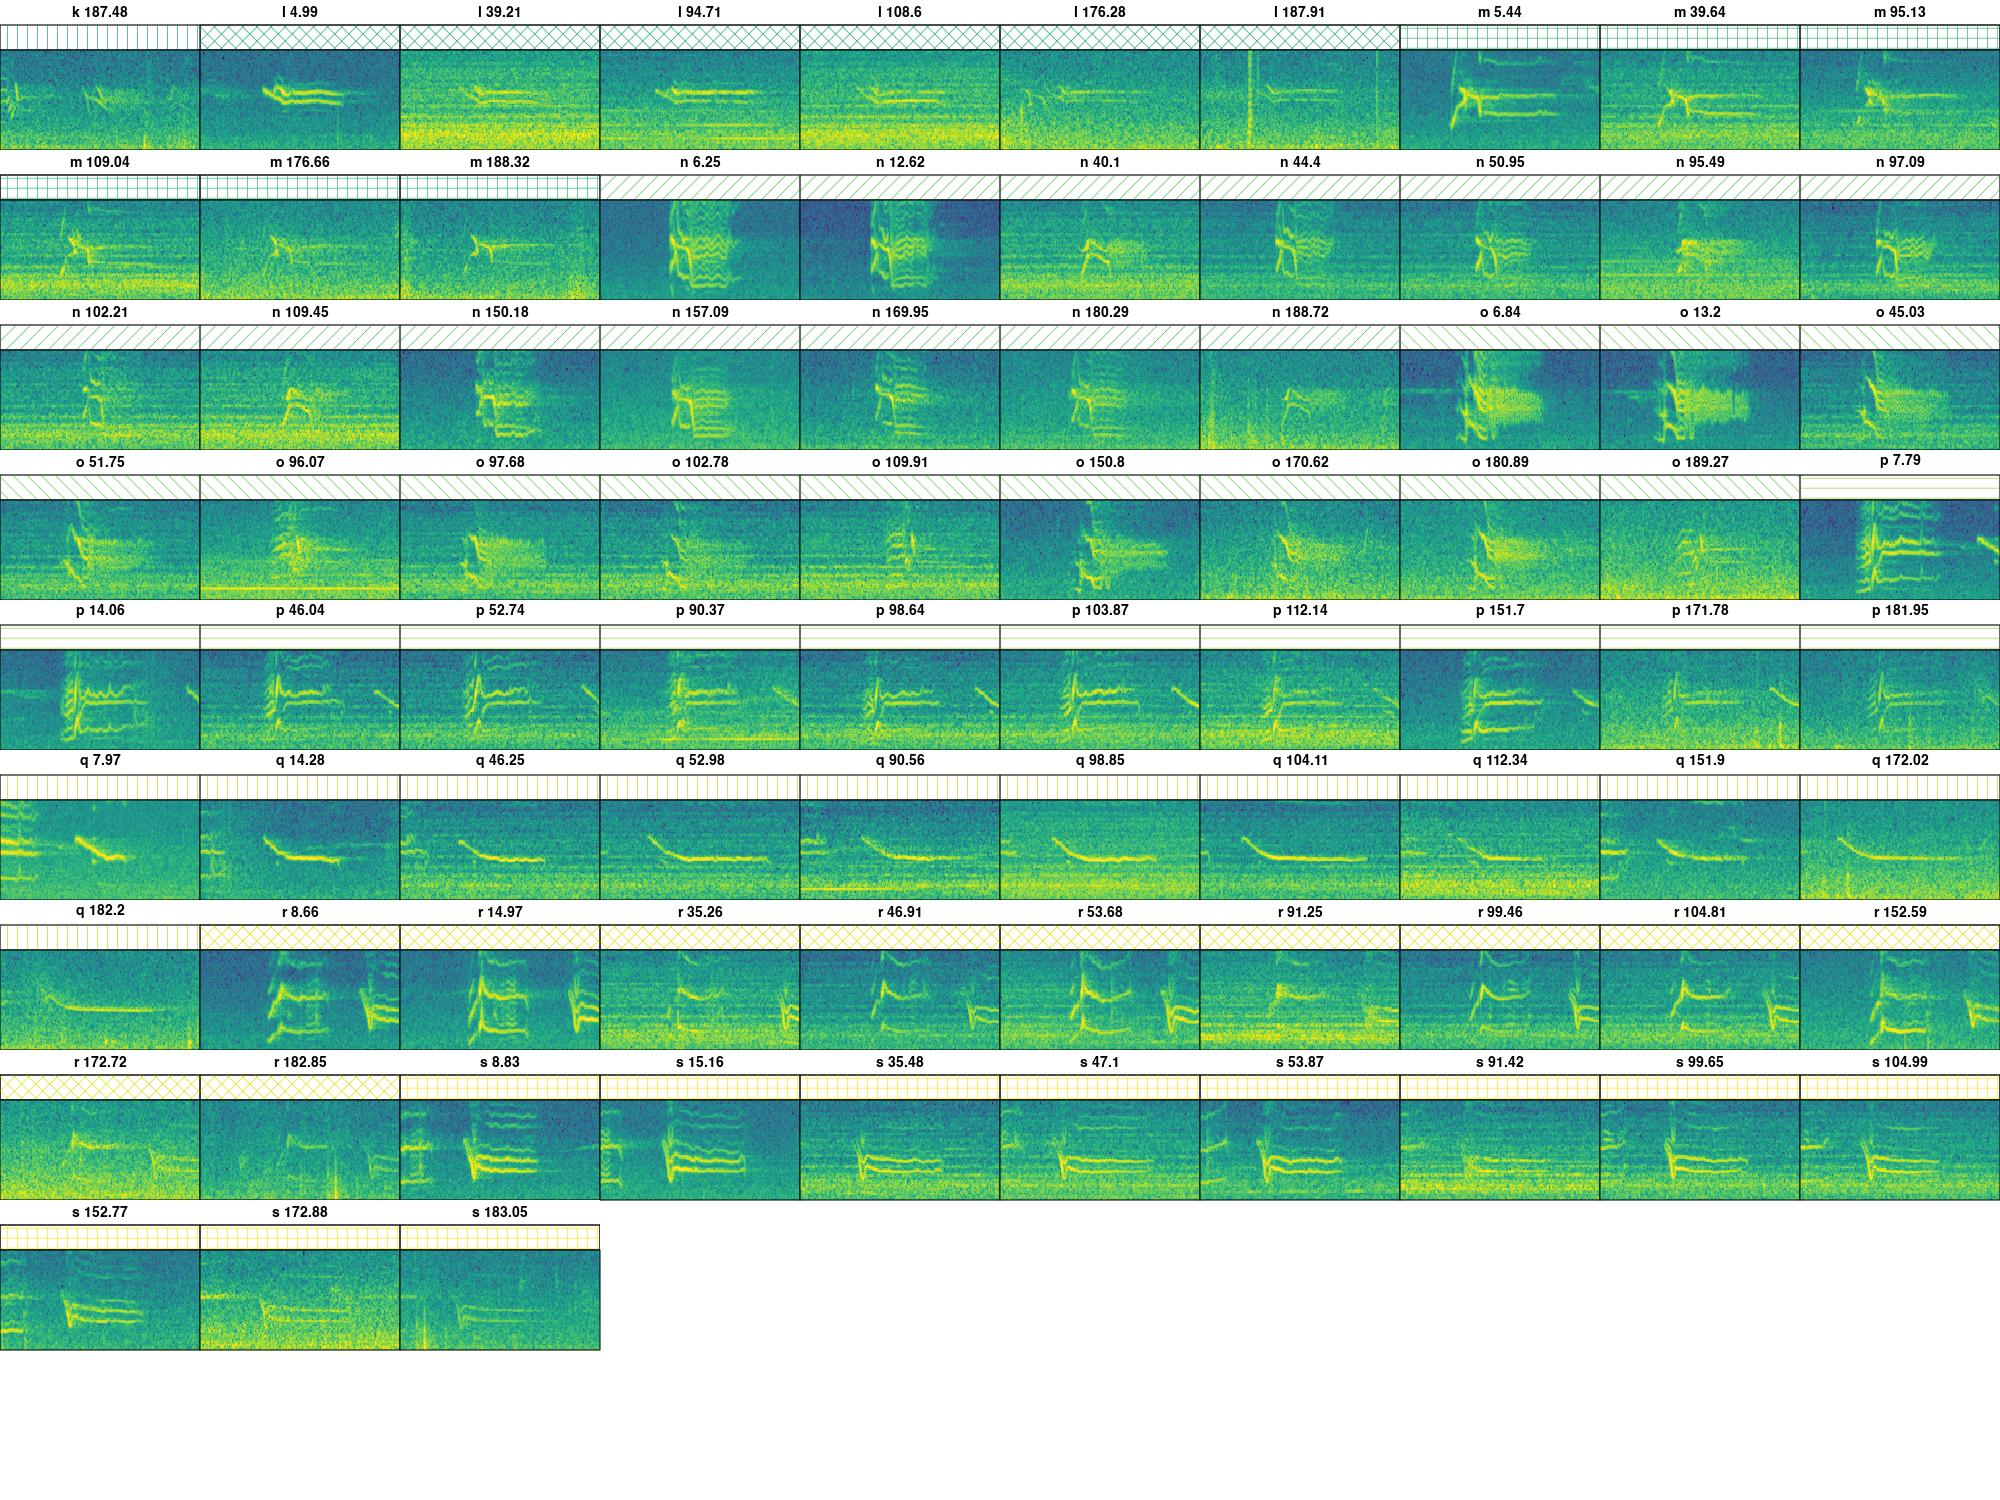 k 187.48 l 4.99 l 39.21 l 94.71 l 108.6 l 176.28 l 187.91 m 5.44 m 39.64 m 95.13
m 109.04 m 176.66 m 188.32 n 6.25 n 12.62 n 40.1 n 44.4 n 50.95 n 95.49 n 97.09
n 102.21 n 109.45 n 150.18 n 157.09 n 169.95 n 180.29 n 188.72 o 6.84 o 13.2 o 45.03
o 51.75 o 96.07 o 97.68 o 102.78 o 109.91 o 150.8 o 170.62 o 180.89 o 189.27 p 7.79
p 14.06 p 46.04 p 52.74 p 90.37 p 98.64 p 103.87 p 112.14 p 151.7 p 171.78 p 181.95
q 7.97 q 14.28 q 46.25 q 52.98 q 90.56 q 98.85 q 104.11 q 112.34 q 151.9 q 172.02
q 182.2 r 8.66 r 14.97 r 35.26 r 46.91 r 53.68 r 91.25 r 99.46 r 104.81 r 152.59
r 172.72 r 182.85 s 8.83 s 15.16 s 35.48 s 47.1 s 53.87 s 91.42 s 99.65 s 104.99
s 152.77 s 172.88 s 183.05